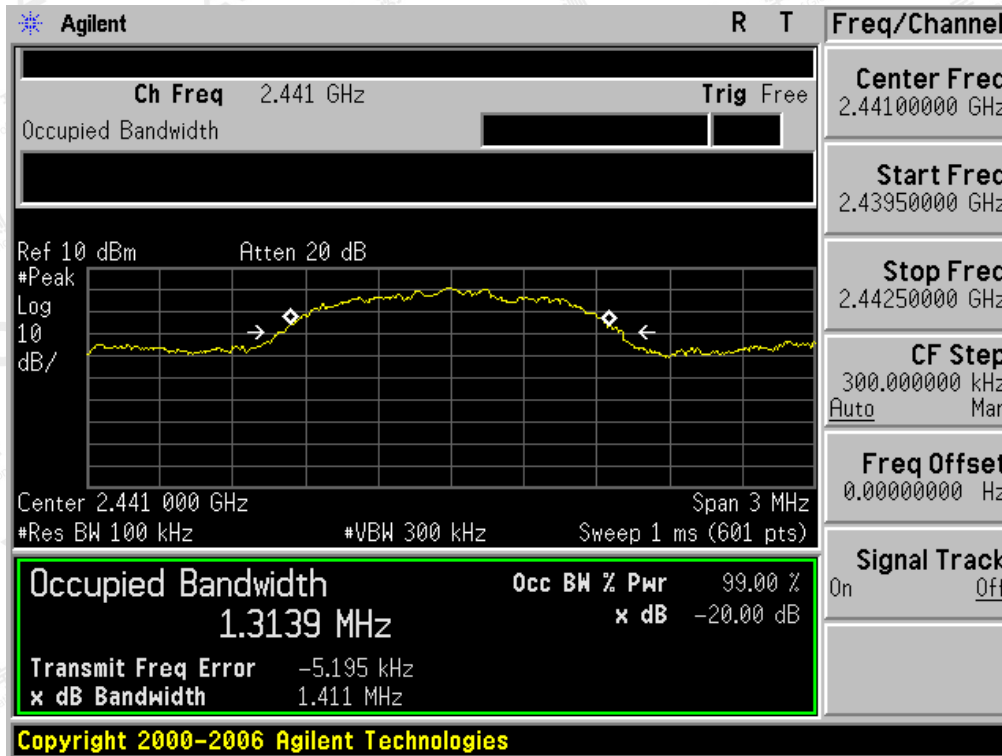 Agilent R T Freq/Channel
Ch Freq 2.441 GHz Trig Free
Occupied Bandwidth
Center Freq
2.44100000 GHz
Start Freq
2.43950000 GHz
Stop Freq
2.44250000 GHz
CF Step
300.000000 kHz
Auto Man
Freq Offset
0.00000000 Hz
Signal Track
On Off
Ref 10 dBm Atten 20 dB
#Peak
Log
10
dB/
Center 2.441 000 GHz Span 3 MHz
#Res BW 100 kHz #VBW 300 kHz Sweep 1 ms (601 pts)
Occupied Bandwidth Occ BW % Pwr 99.00 %
1.3139 MHz x dB -20.00 dB
Transmit Freq Error -5.195 kHz
x dB Bandwidth 1.411 MHz
Copyright 2000-2006 Agilent Technologies